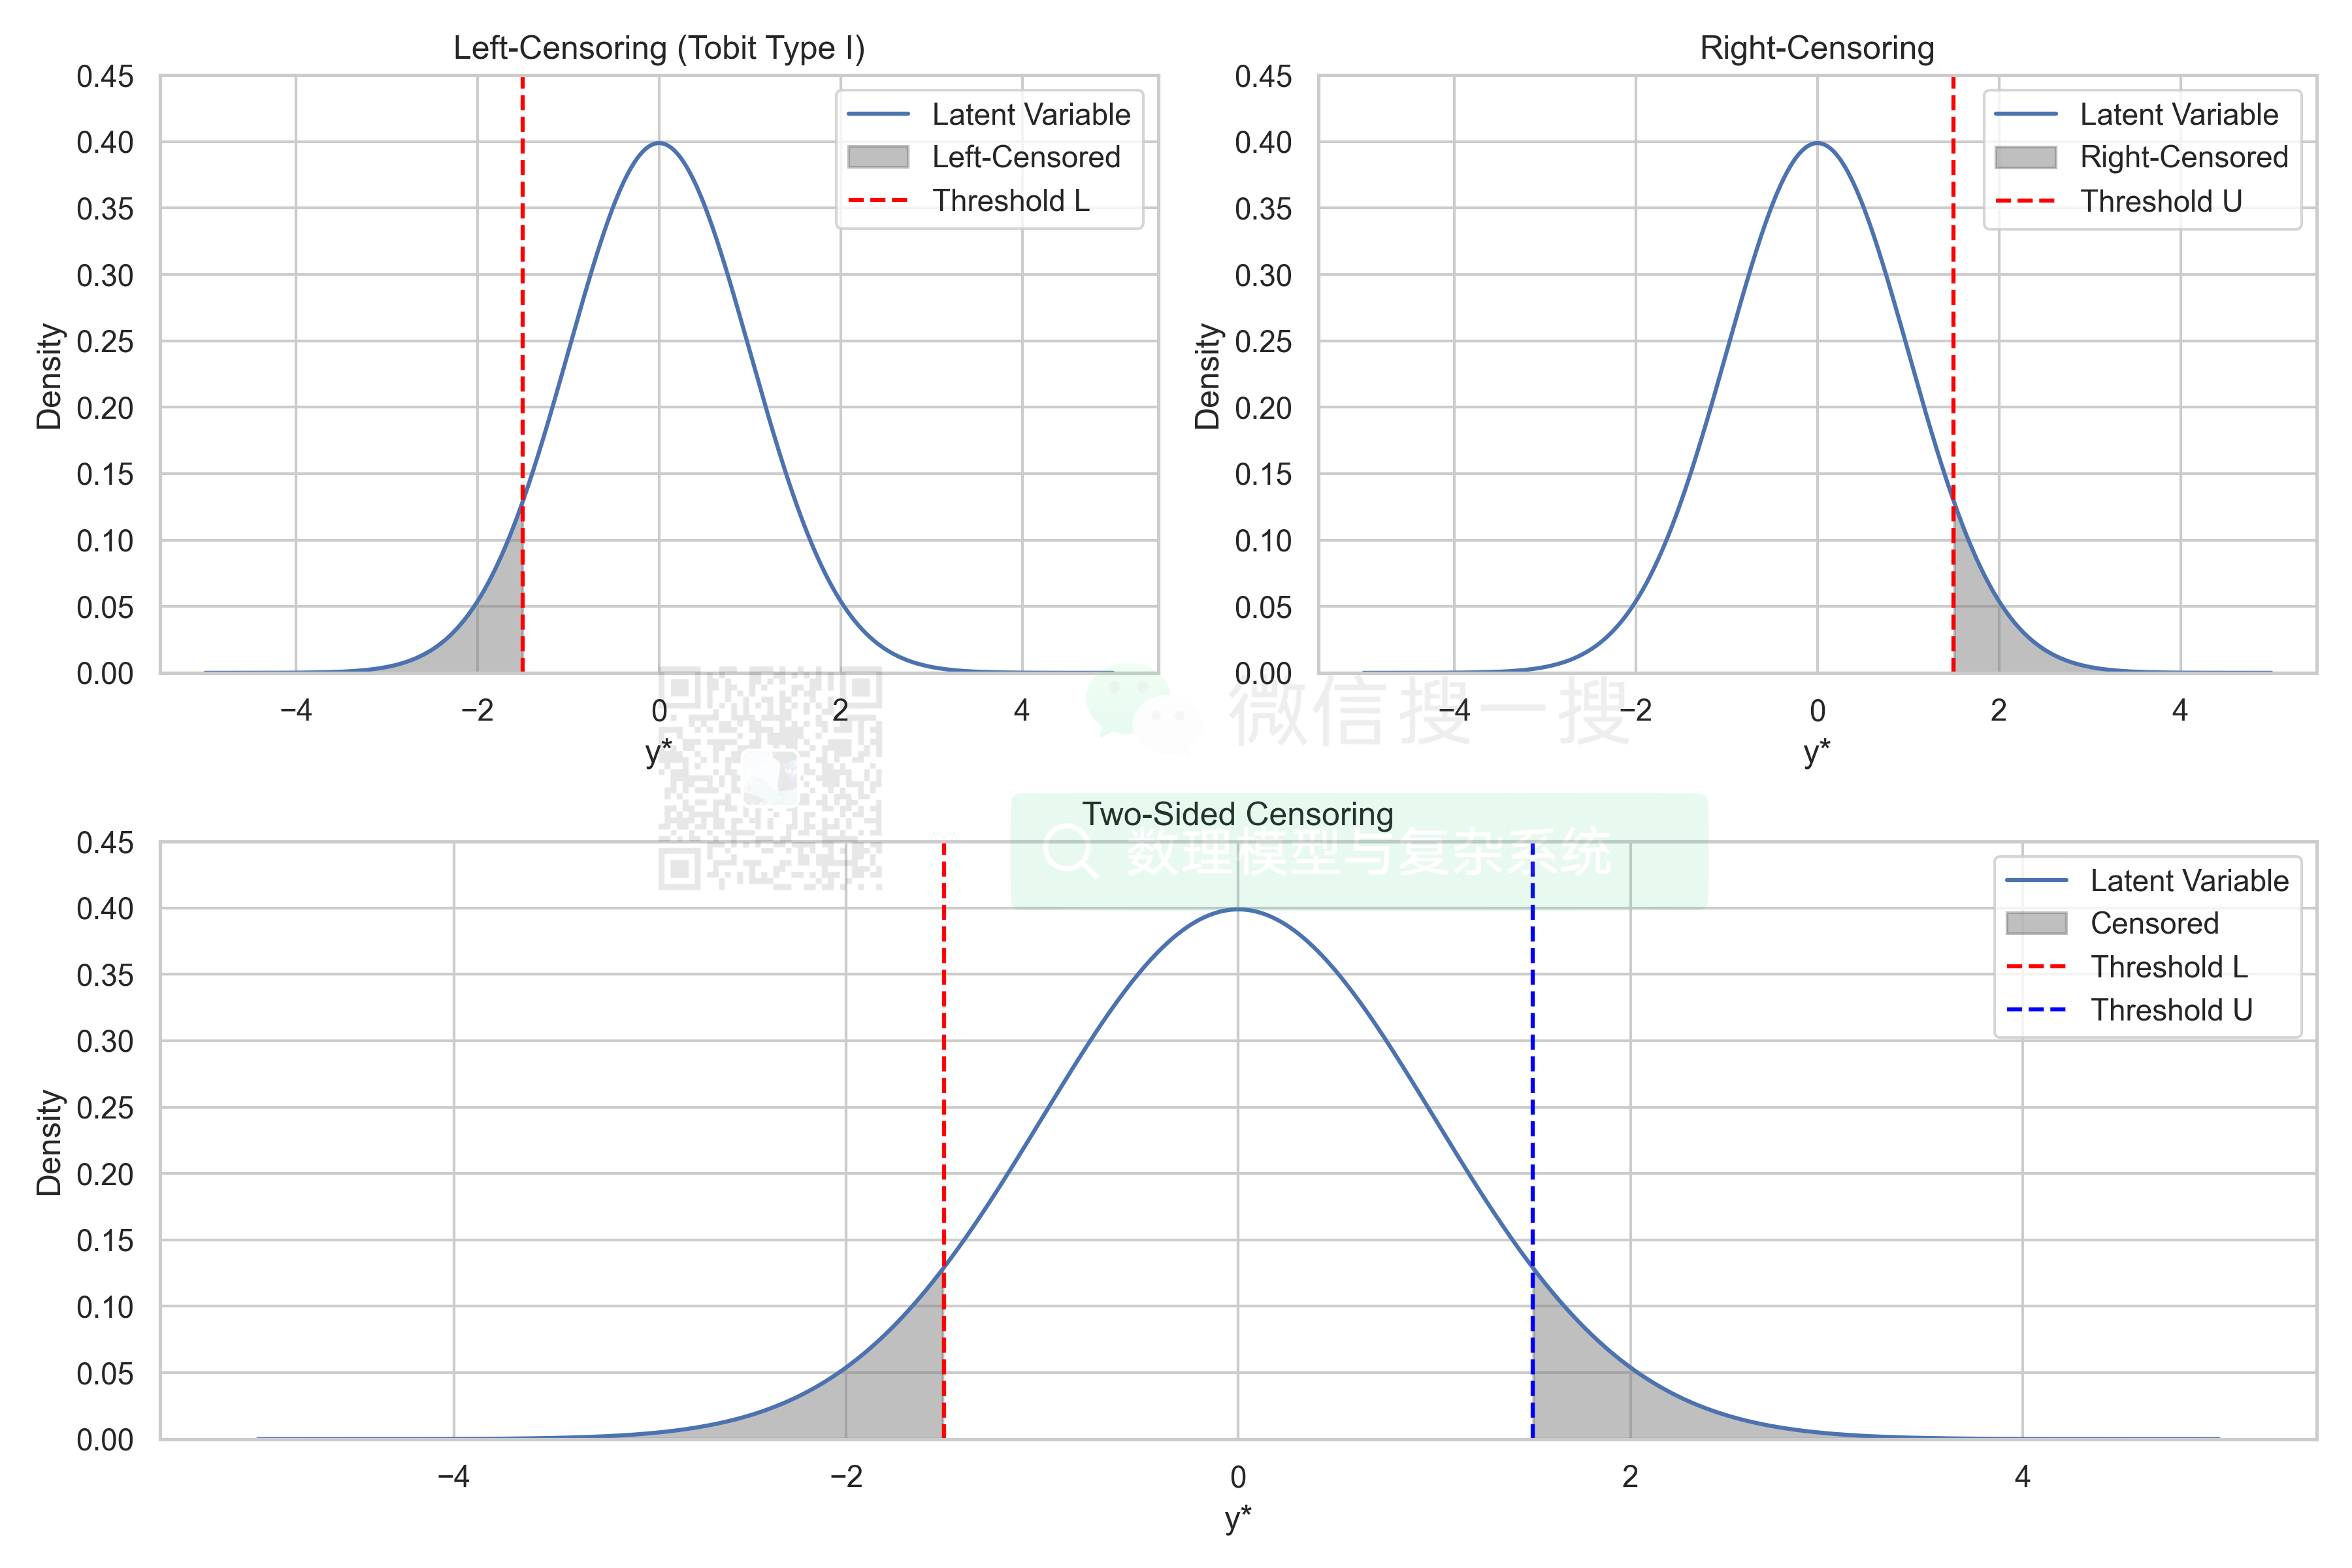 Left-Censoring (Tobit Type I)
0.45
0.40
0.35
0.30
0.25
0.20
0.15
0.10
0.05
0.00
Density
−4 −2 0 2 4
y*
Latent Variable
Left-Censored
Threshold L
Right-Censoring
0.45
0.40
0.35
0.30
0.25
0.20
0.15
0.10
0.05
0.00
Density
−4 −2 0 2 4
y*
Latent Variable
Right-Censored
Threshold U
微信搜一搜
数理模型与复杂系统
Two-Sided Censoring
0.45
0.40
0.35
0.30
0.25
0.20
0.15
0.10
0.05
0.00
Density
−4 −2 0 2 4
y*
Latent Variable
Censored
Threshold L
Threshold U